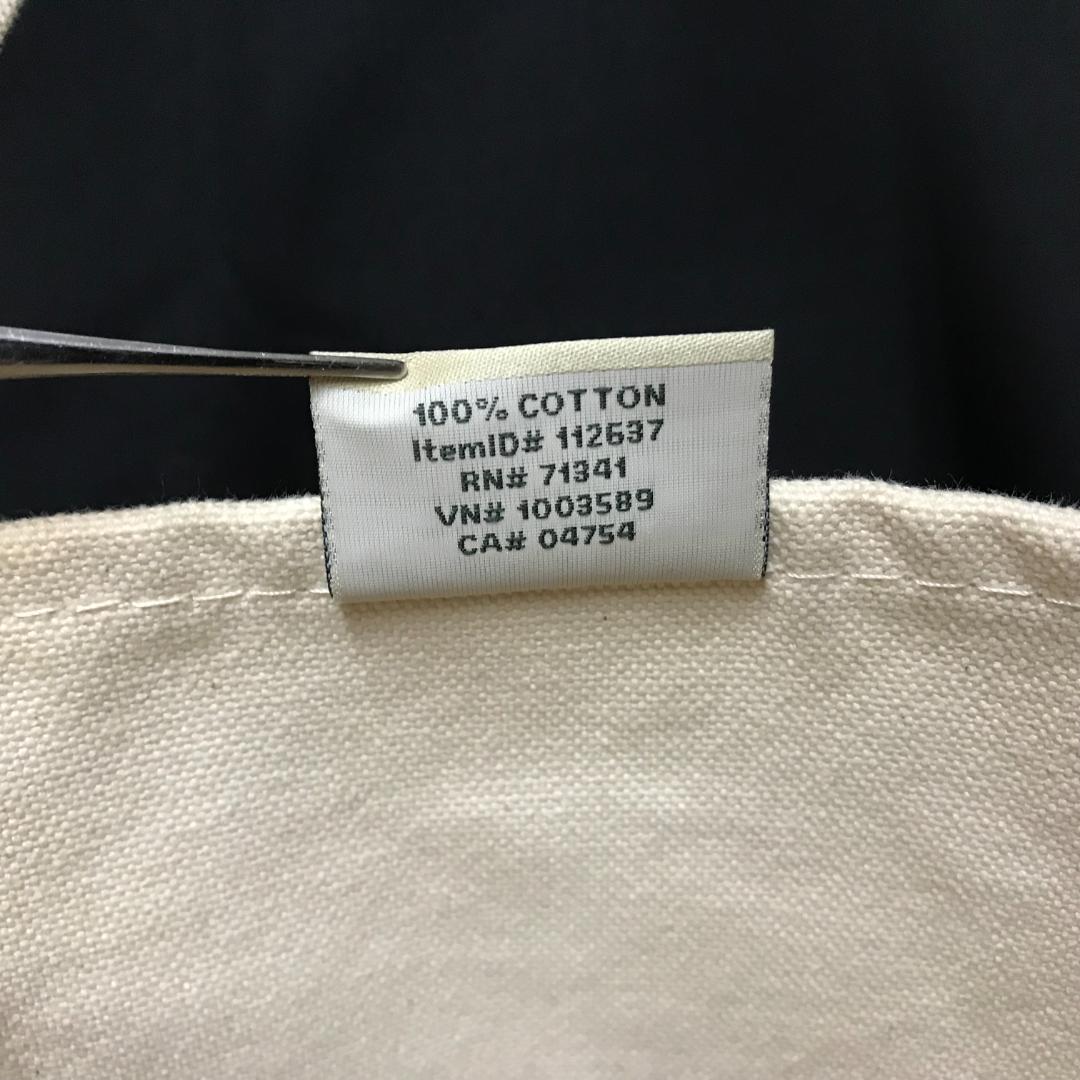 100% COTTON
ItemID# 112637
RN# 71341
VN# 1003589
CA# 04754